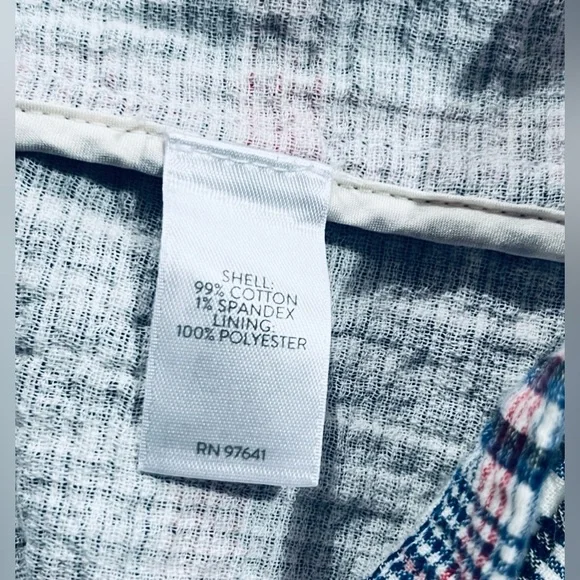 SHELL:
99% COTTON
1% SPANDEX
LINING:
100% POLYESTER
RN 97641